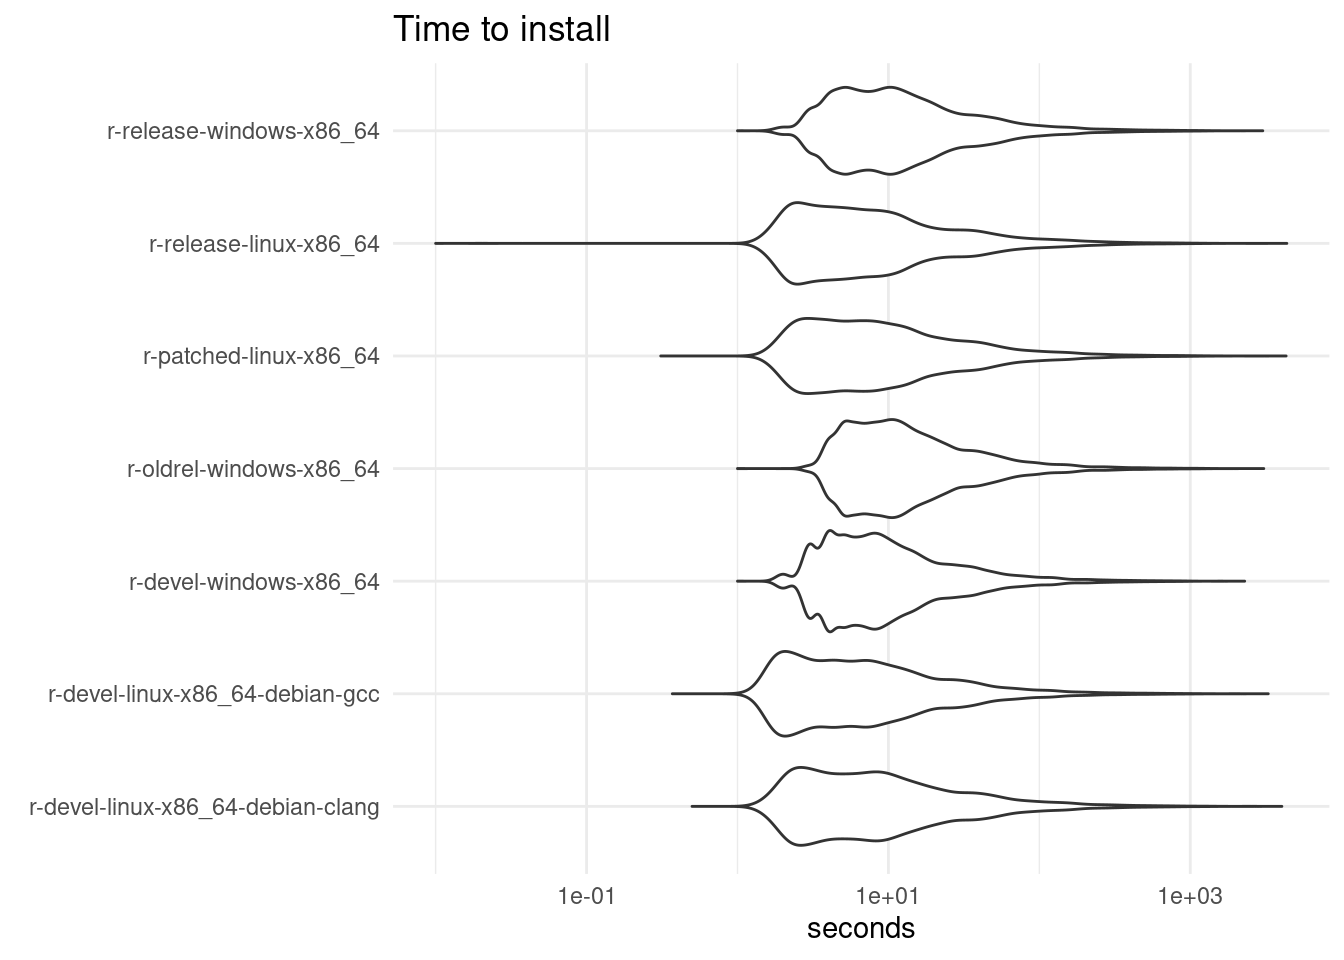 Time to install
r-release-windows-x86_64
r-release-linux-x86_64
r-patched-linux-x86_64
r-oldrel-windows-x86_64
r-devel-windows-x86_64
r-devel-linux-x86_64-debian-gcc
r-devel-linux-x86_64-debian-clang
1e-01 1e+01 1e+03
seconds